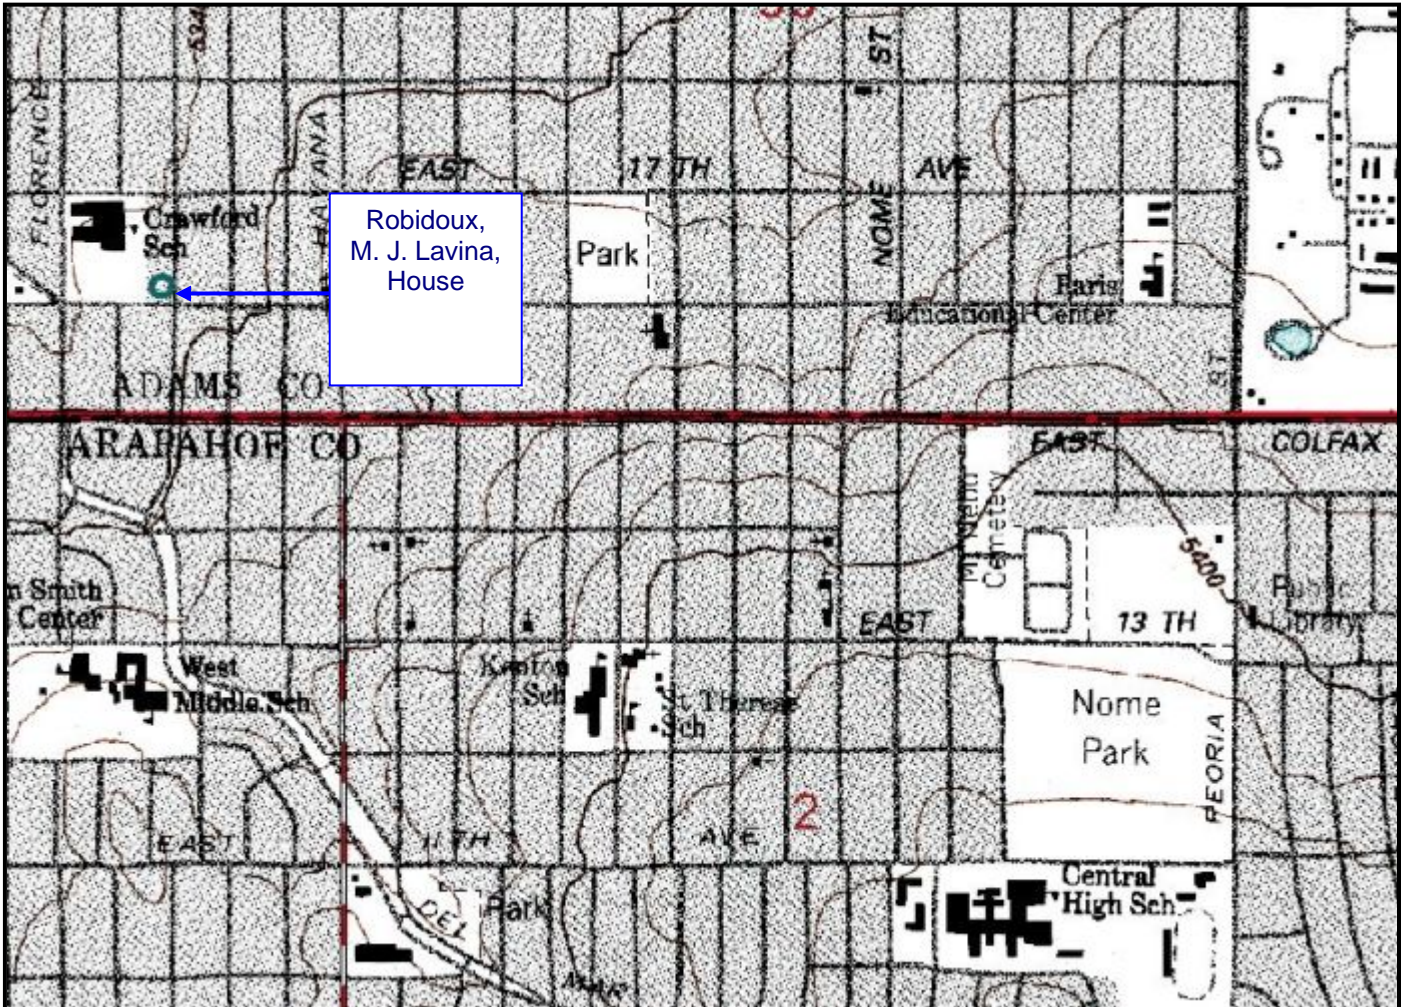 ST
FLORENCE
HAVANA
EAST 17 TH AVE
NOME
Crawford
Sch
Robidoux,
M. J. Lavina,
House
Park
Paris
Educational Center
ST
ADAMS CO
ARAPAHOE CO
EAST COLFAX
Cemetery
5400
Public
Library
n Smith
Center
EAST 13 TH
West
Middle Sch
Kenton
Sch
St Therese
Sch
Nome
Park
PEORIA
2
EAST 11 TH AVE
Park
DEL
MAR
Central
High Sch